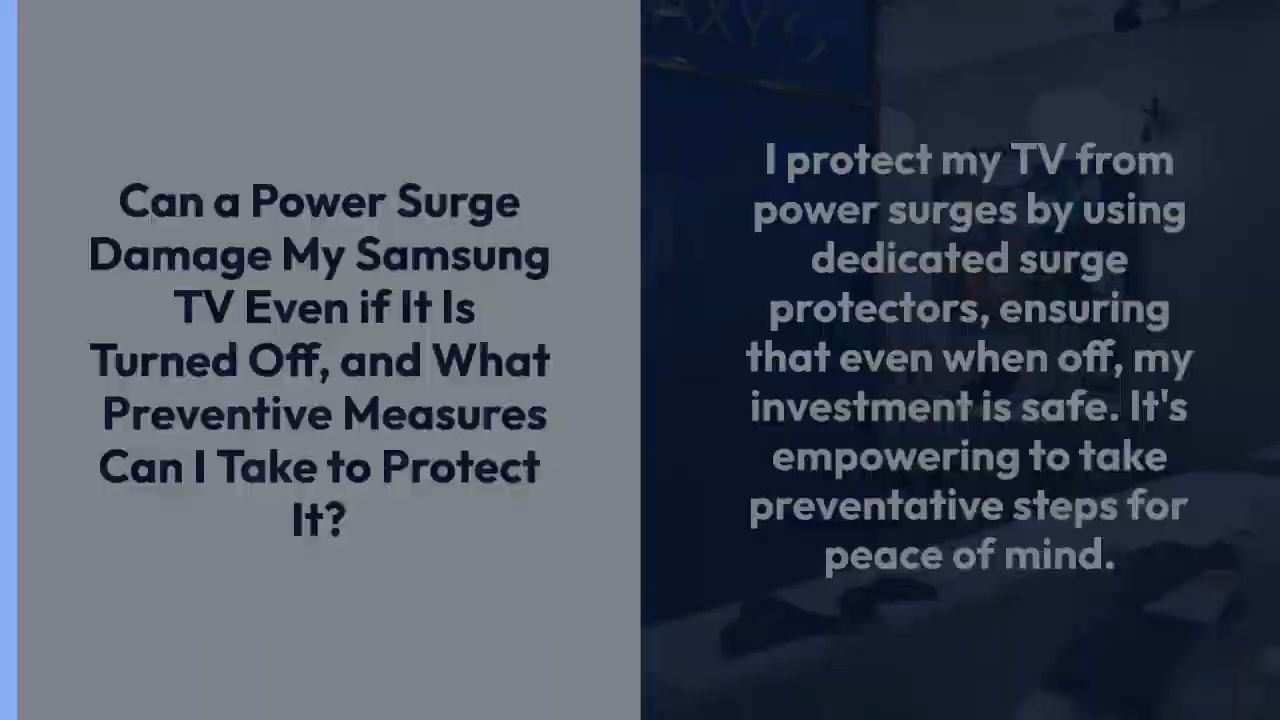 Can a Power Surge
Damage My Samsung
TV Even if It Is
Turned Off, and What
Preventive Measures
Can I Take to Protect
It?
AXY S
I protect my TV from
power surges by using
dedicated surge
protectors, ensuring
that even when off, my
investment is safe. It's
empowering to take
preventative steps for
peace of mind.